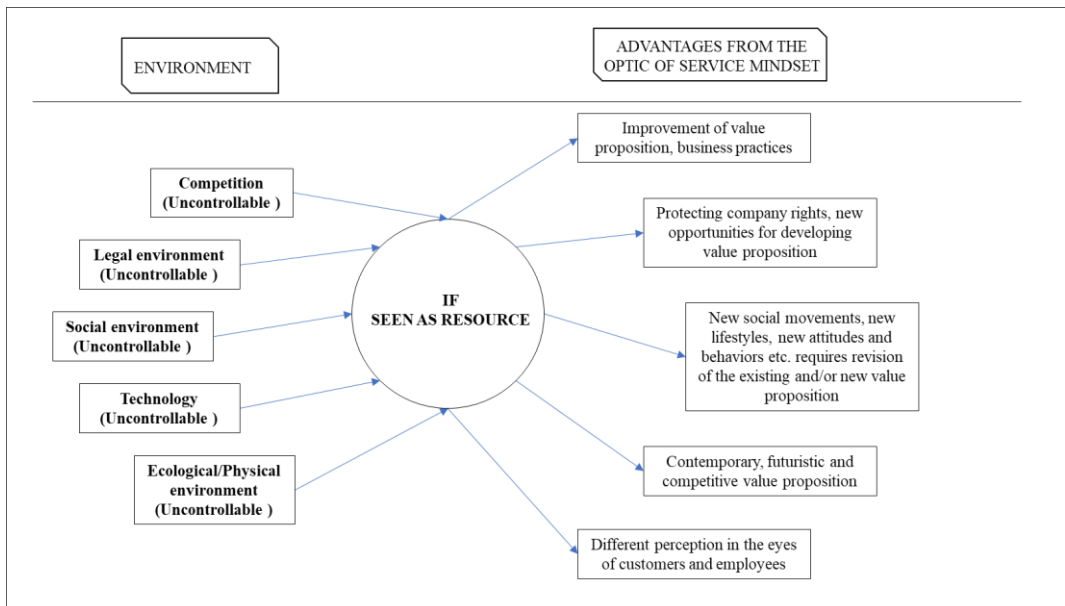 ENVIRONMENT
ADVANTAGES FROM THE
OPTIC OF SERVICE MINDSET
Competition
(Uncontrollable )
Legal environment
(Uncontrollable )
Social environment
(Uncontrollable )
Technology
(Uncontrollable )
Ecological/Physical
environment
(Uncontrollable )
IF
SEEN AS RESOURCE
Improvement of value
proposition, business practices
Protecting company rights, new
opportunities for developing
value proposition
New social movements, new
lifestyles, new attitudes and
behaviors etc. requires revision
of the existing and/or new value
proposition
Contemporary, futuristic and
competitive value proposition
Different perception in the eyes
of customers and employees